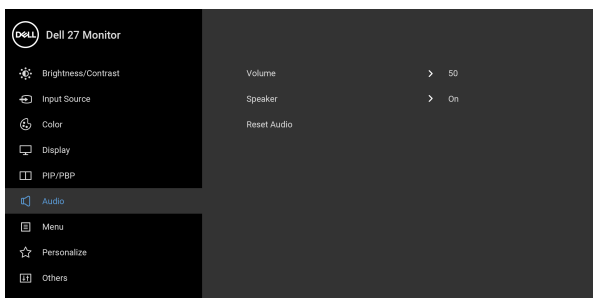 DELL Dell 27 Monitor
Brightness/Contrast
Volume 50
Input Source
Speaker On
Color
Reset Audio
Display
PIP/PBP
Audio
Menu
Personalize
Others